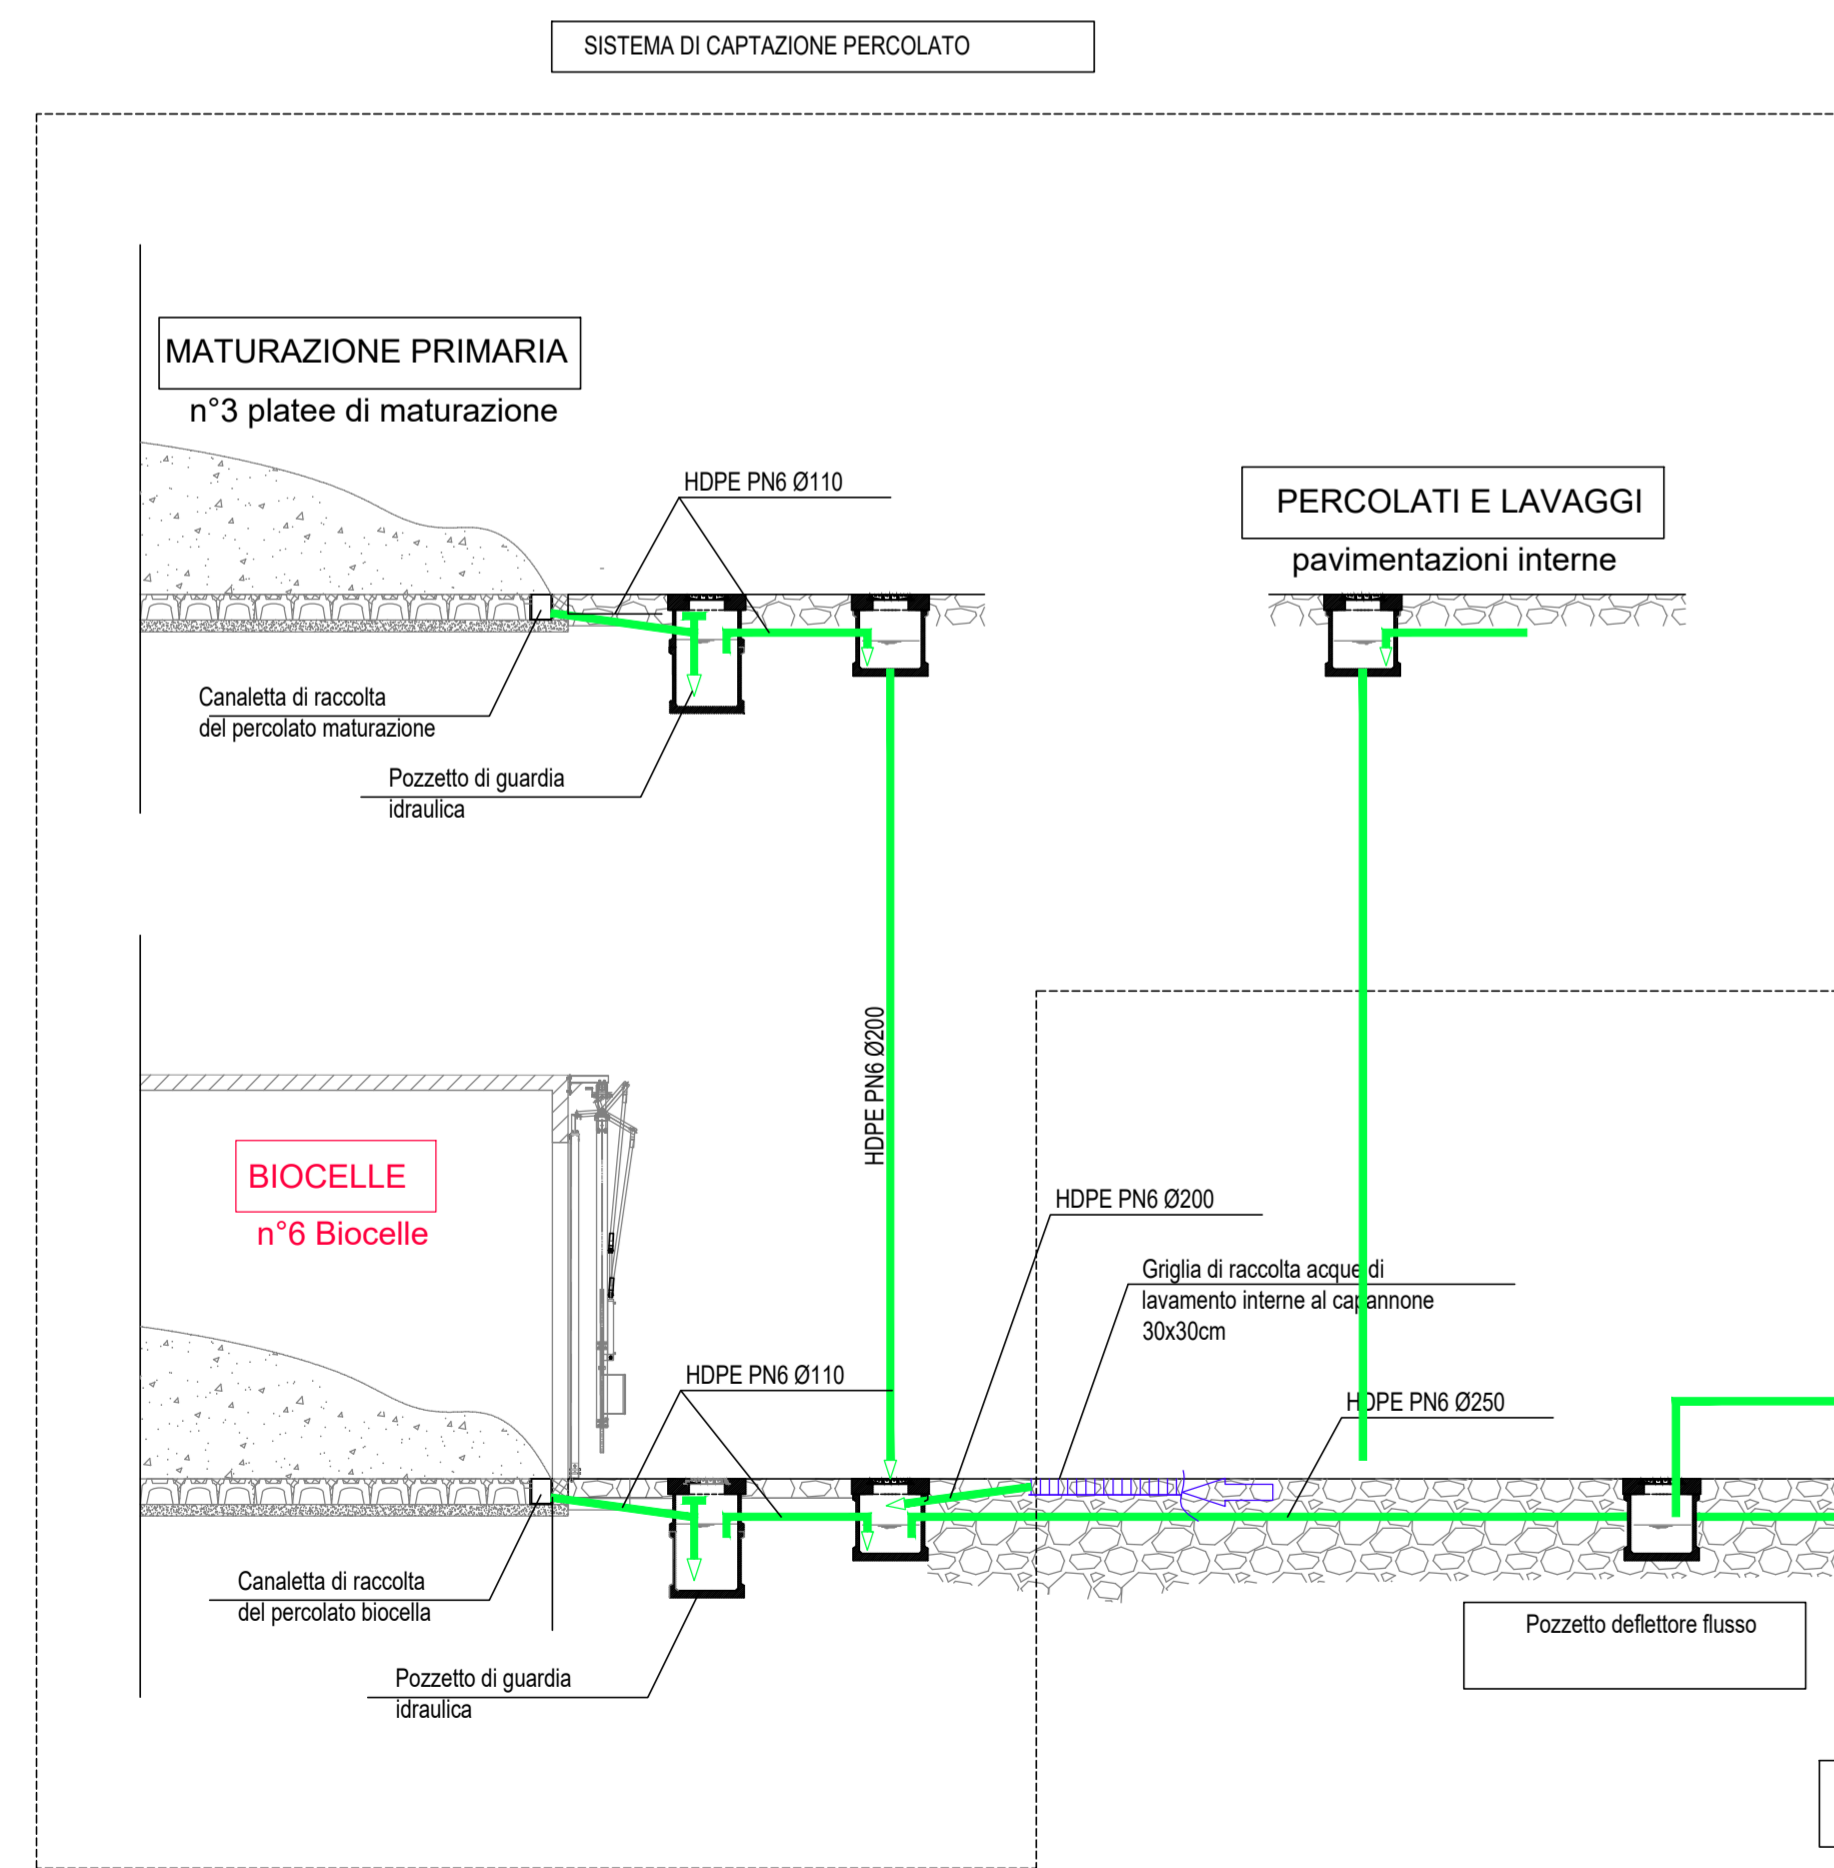 SISTEMA DI CAPTAZIONE PERCOLATO
MATURAZIONE PRIMARIA
n°3 platee di maturazione
HDPE PN6 Ø110
PERCOLATI E LAVAGGI
pavimentazioni interne
Canaletta di raccolta
del percolato maturazione
Pozzetto di guardia
idraulica
HDPE PN6 Ø200
BIOCELLE
n°6 Biocelle
HDPE PN6 Ø200
Griglia di raccolta acque di
lavamento interne al capannone
30x30cm
HDPE PN6 Ø110
HDPE PN6 Ø250
Canaletta di raccolta
del percolato biocella
Pozzetto deflettore flusso
Pozzetto di guardia
idraulica